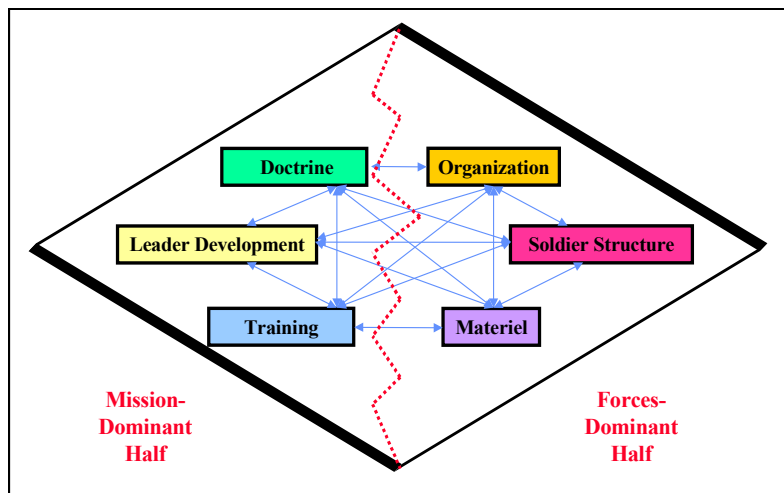 Doctrine
Organization
Leader Development
Soldier Structure
Training
Materiel
Mission-
Dominant
Half
Forces-
Dominant
Half